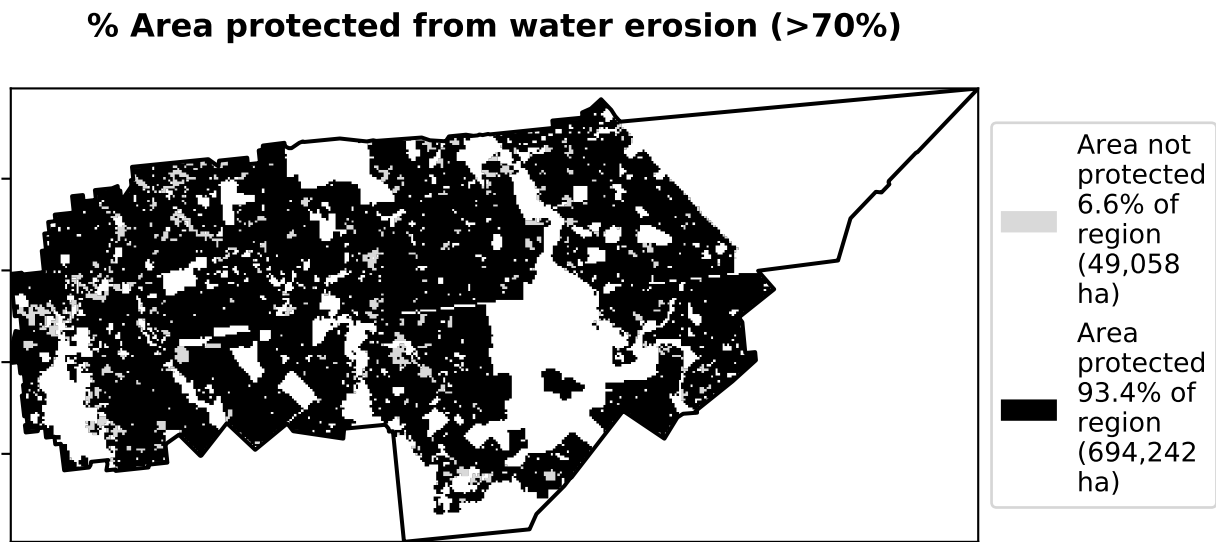 % Area protected from water erosion (>70%)
Area not
protected
6.6% of
region
(49,058
ha)
Area
protected
93.4% of
region
(694,242
ha)